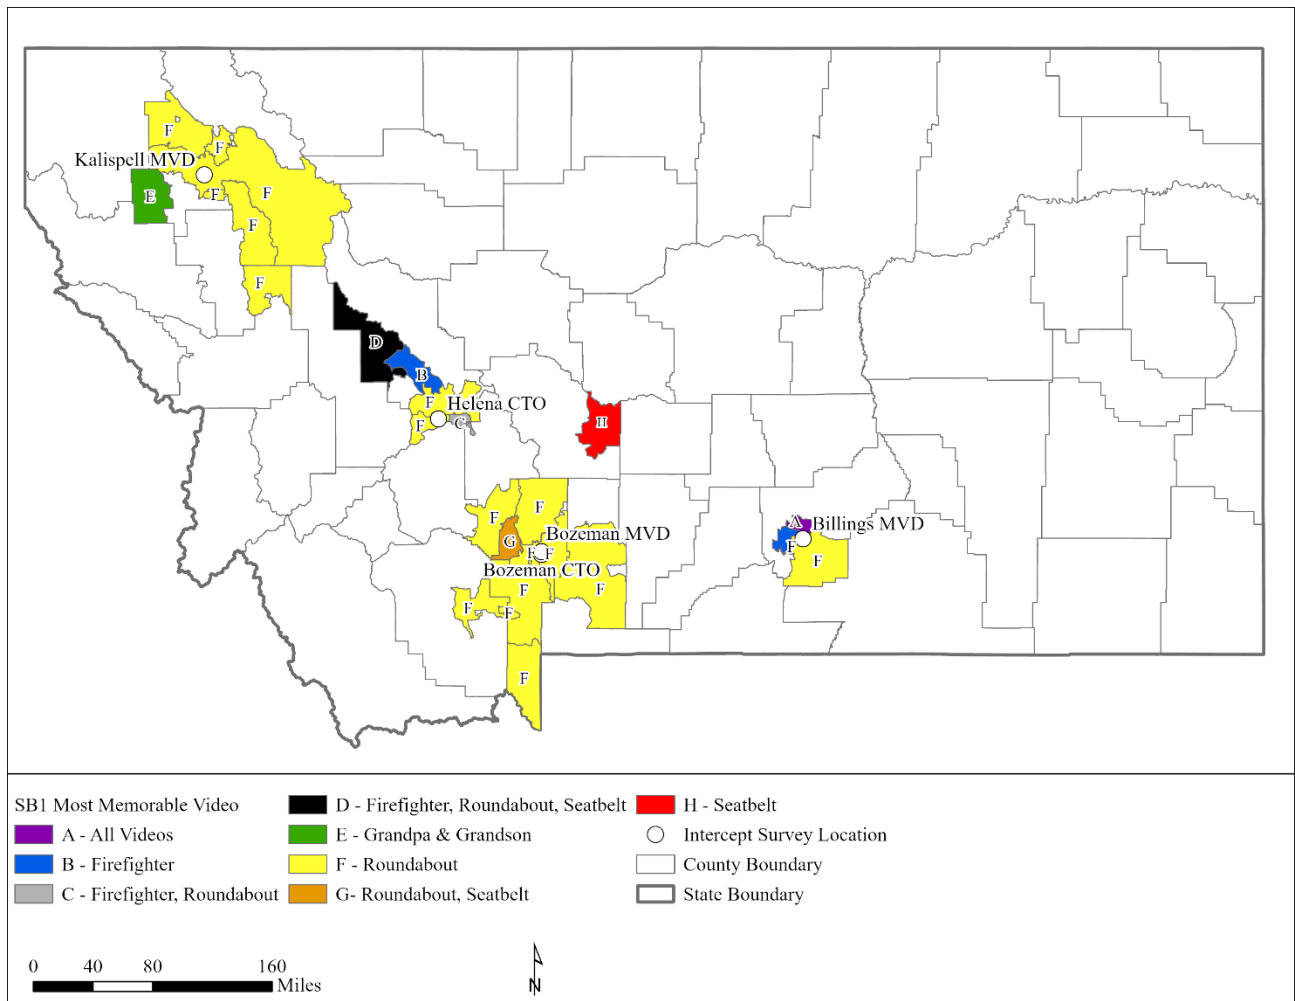 F
F
Kalispell MVD
F
F
E
F
F
D
B
F
Helena CTO
F
C
H
F
F
A
Billings MVD
Bozeman MVD
G
F
F
F
F
Bozeman CTO
F
F
F
F
F
SB1 Most Memorable Video
A - All Videos
B - Firefighter
C - Firefighter, Roundabout
D - Firefighter, Roundabout, Seatbelt
E - Grandpa & Grandson
F - Roundabout
G- Roundabout, Seatbelt
H - Seatbelt
Intercept Survey Location
County Boundary
State Boundary
0 40 80 160
Miles
N